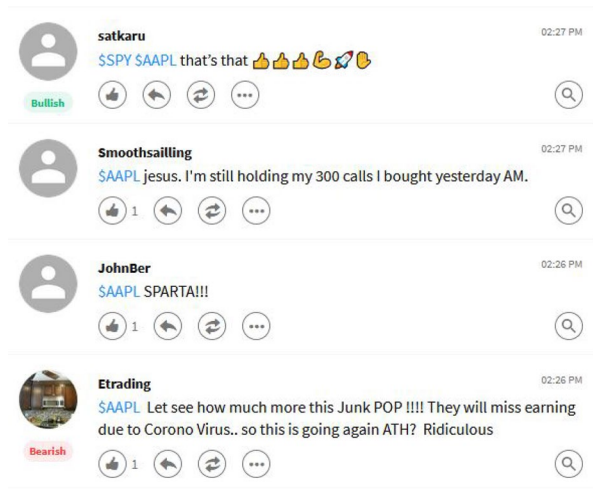 satkaru 02:27 PM
$SPY $AAPL that's that 👍👍👍💪🚀✋
Bullish
Smoothsailling 02:27 PM
$AAPL jesus. I'm still holding my 300 calls I bought yesterday AM.
1
JohnBer 02:26 PM
$AAPL SPARTA!!!
1
Etrading 02:26 PM
$AAPL Let see how much more this Junk POP !!!! They will miss earning
due to Corono Virus.. so this is going again ATH? Ridiculous
Bearish
1